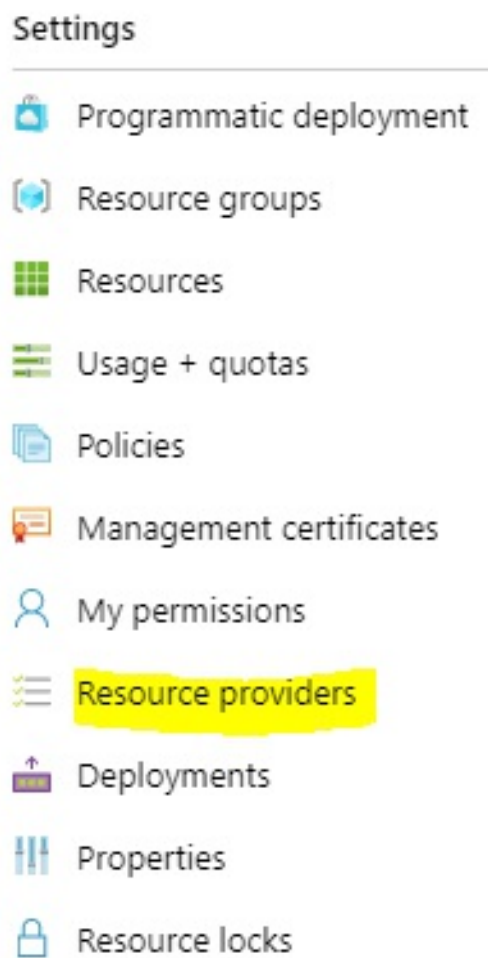 Settings
Programmatic deployment
Resource groups
Resources
Usage + quotas
Policies
Management certificates
My permissions
Resource providers
Deployments
Properties
Resource locks